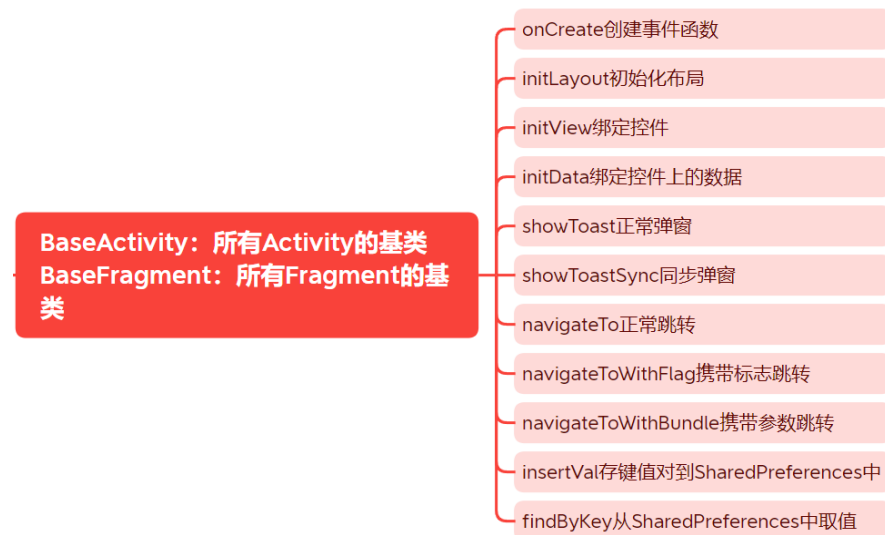 onCreate创建事件函数
initLayout初始化布局
initView绑定控件
initData绑定控件上的数据
BaseActivity：所有Activity的基类
BaseFragment：所有Fragment的基
类
showToast正常弹窗
showToastSync同步弹窗
navigateTo正常跳转
navigateToWithFlag携带标志跳转
navigateToWithBundle携带参数跳转
insertVal存键值对到SharedPreferences中
findByKey从SharedPreferences中取值